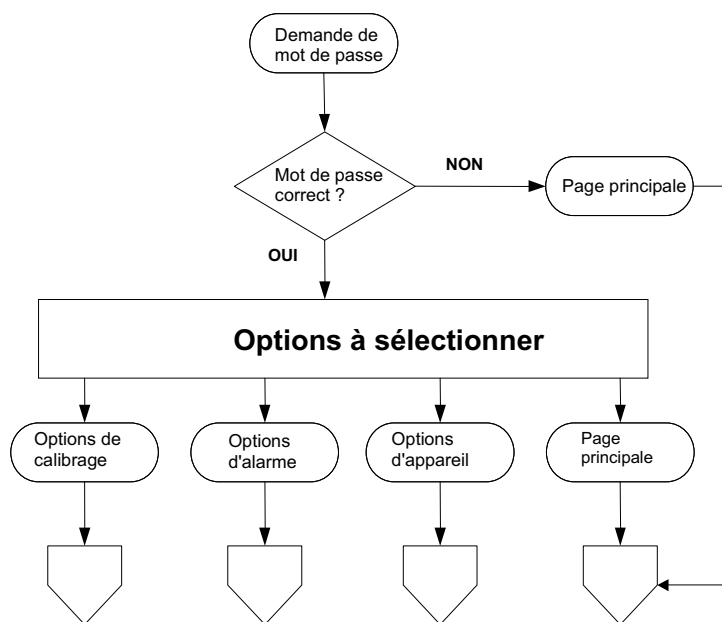 Demande de
mot de passe
Mot de passe
correct ?
NON
Page principale
OUI
Options à sélectionner
Options de
calibrage
Options
d'alarme
Options
d'appareil
Page
principale